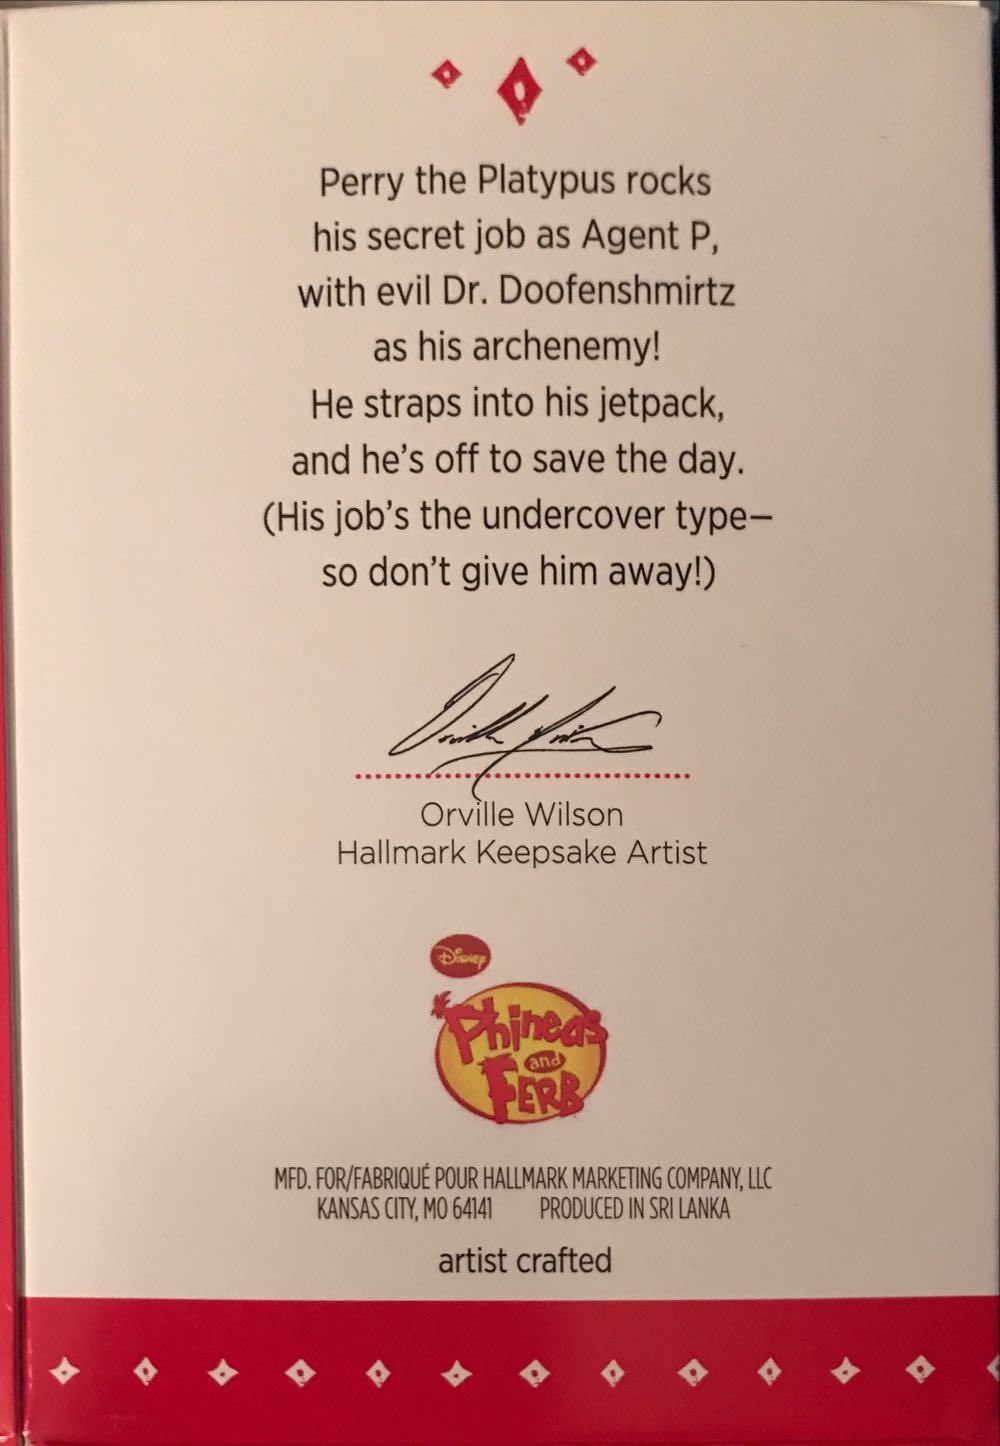 Perry the Platypus rocks
his secret job as Agent P,
with evil Dr. Doofenshmirtz
as his archenemy!
He straps into his jetpack,
and he's off to save the day.
(His job's the undercover type—
so don't give him away!)
Orville Wilson
Orville Wilson
Hallmark Keepsake Artist
Disney
Phineas
and
Ferb
MFD. FOR/FABRIQUÉ POUR HALLMARK MARKETING COMPANY, LLC
KANSAS CITY, MO 64141 PRODUCED IN SRI LANKA
artist crafted